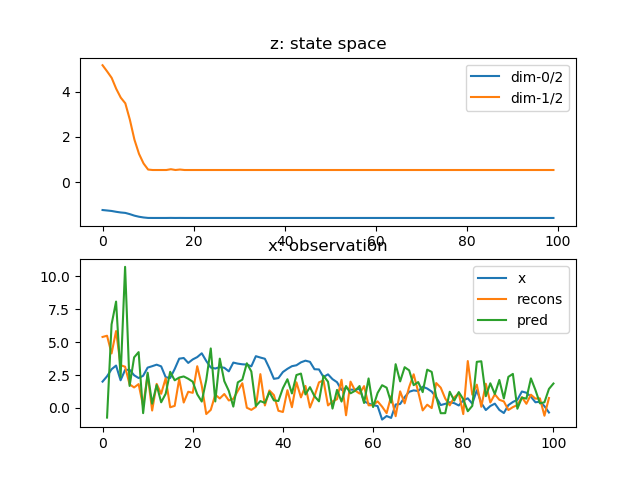 z: state space
dim-0/2
dim-1/2
4
2
0
0 20 40 60 80 100
x: observation
x
recons
pred
10.0
7.5
5.0
2.5
0.0
0 20 40 60 80 100